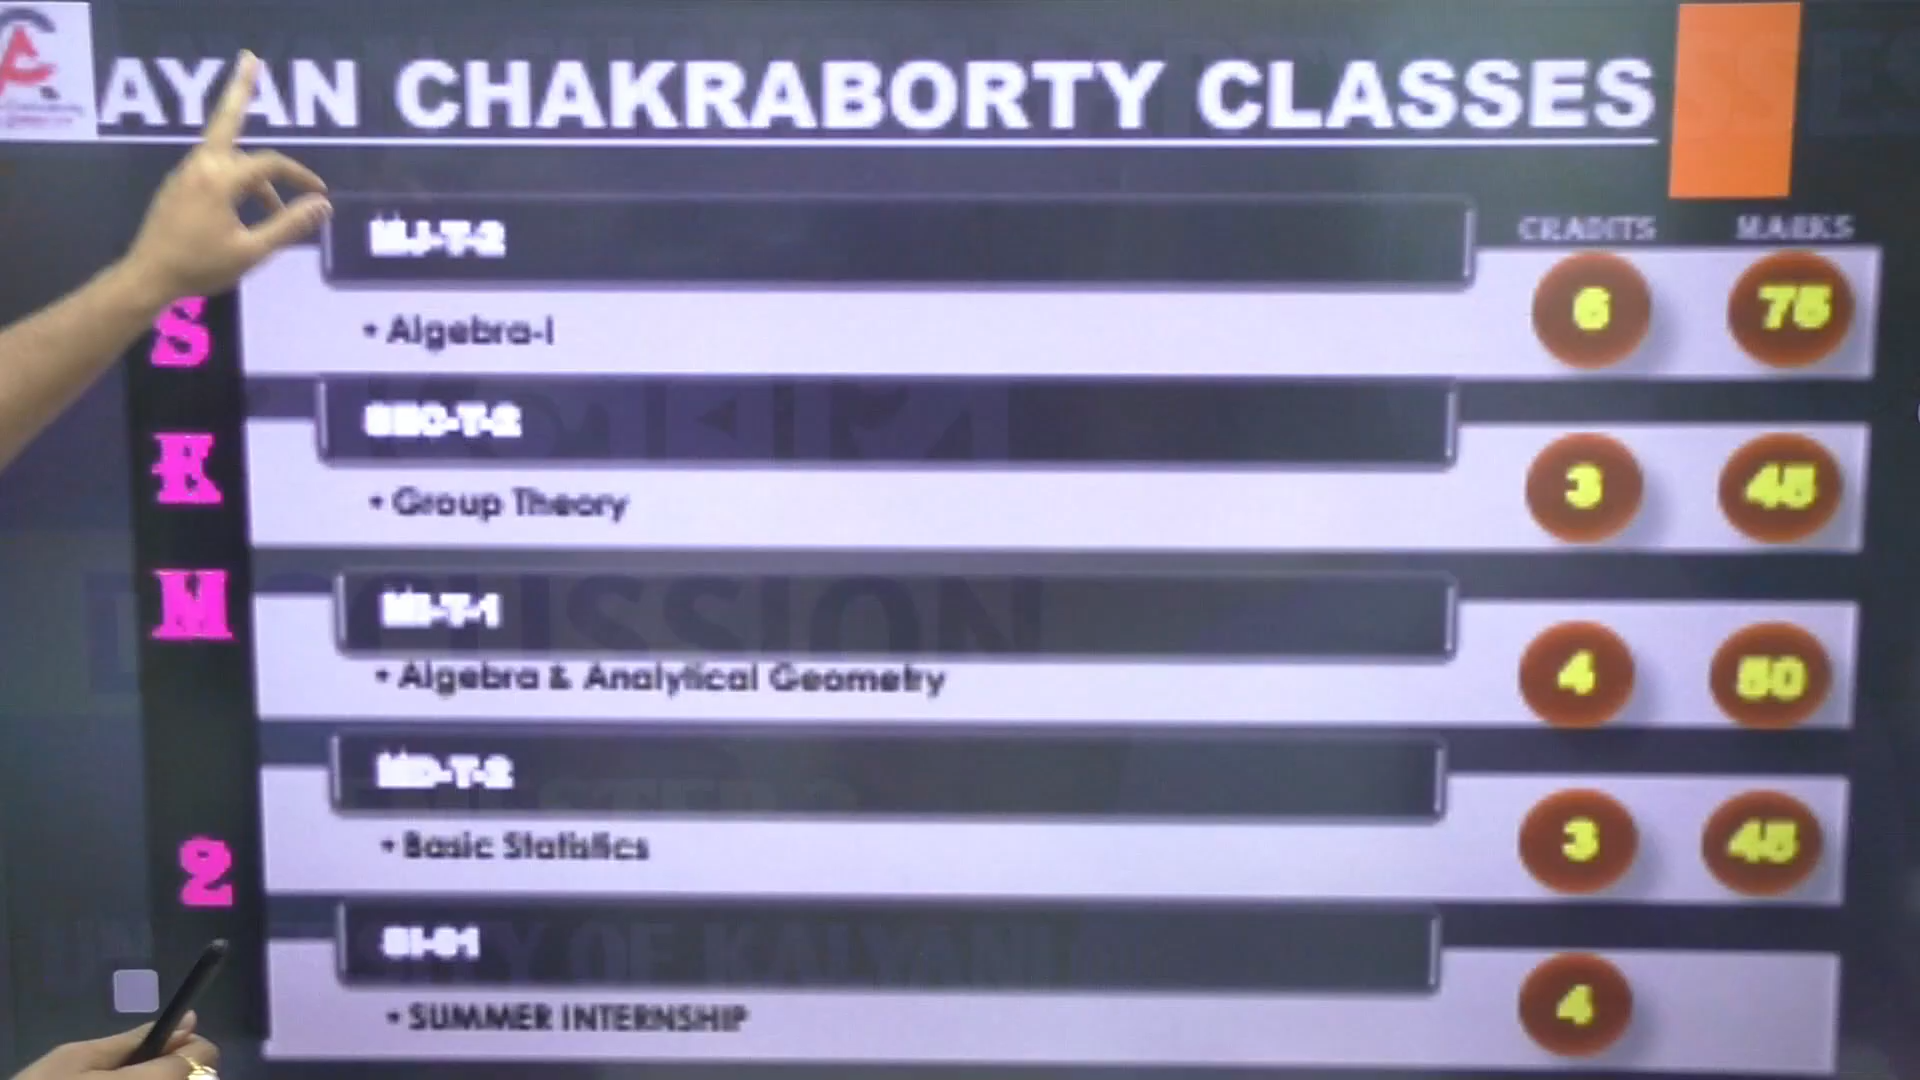 AYAN CHAKRABORTY CLASSES
CRADITS MARKS
MJ-T-2
• Algebra-I
6 75
S
SEC-T-2
• Group Theory
3 45
E
M
MI-T-1
• Algebra & Analytical Geometry
4 50
MD-T-2
• Basic Statistics
3 45
2
SI-01
• SUMMER INTERNSHIP
4